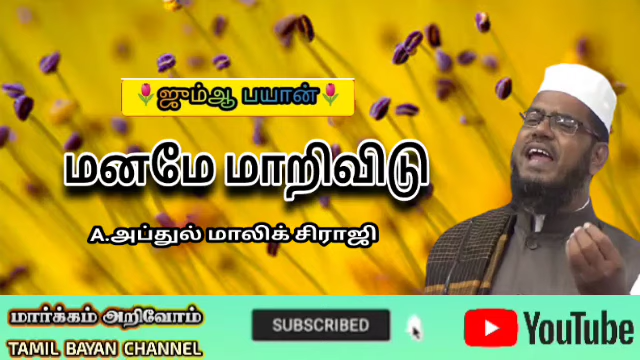 🌷ஜும்ஆ பயான்🌷
மனமே மாறிவிடு
A.அப்துல் மாலிக் சிராஜி
மார்க்கம் அறிவோம்
TAMIL BAYAN CHANNEL
SUBSCRIBED
YouTube